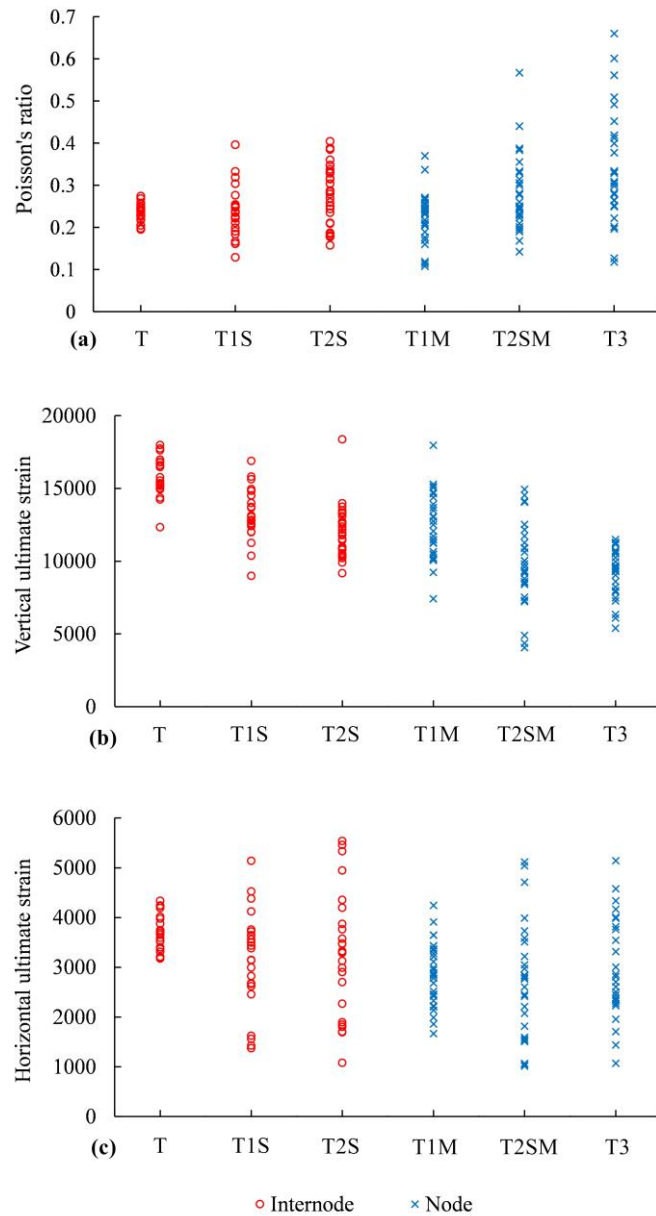 Poisson's ratio
0.7
0.6
0.5
0.4
0.3
0.2
0.1
0
(a) T T1S T2S T1M T2SM T3
Vertical ultimate strain
20000
15000
10000
5000
0
(b) T T1S T2S T1M T2SM T3
Horizontal ultimate strain
6000
5000
4000
3000
2000
1000
0
(c) T T1S T2S T1M T2SM T3
Internode Node